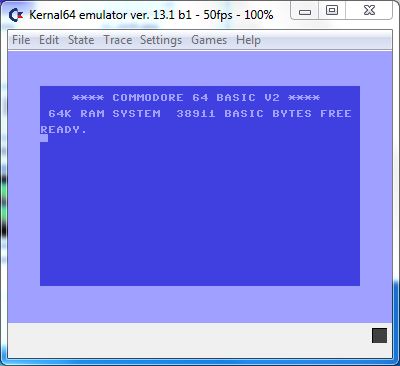 Kernal64 emulator ver. 13.1 b1 - 50fps - 100%
File Edit State Trace Settings Games Help
**** COMMODORE 64 BASIC V2 ****
64K RAM SYSTEM 38911 BASIC BYTES FREE
READY.